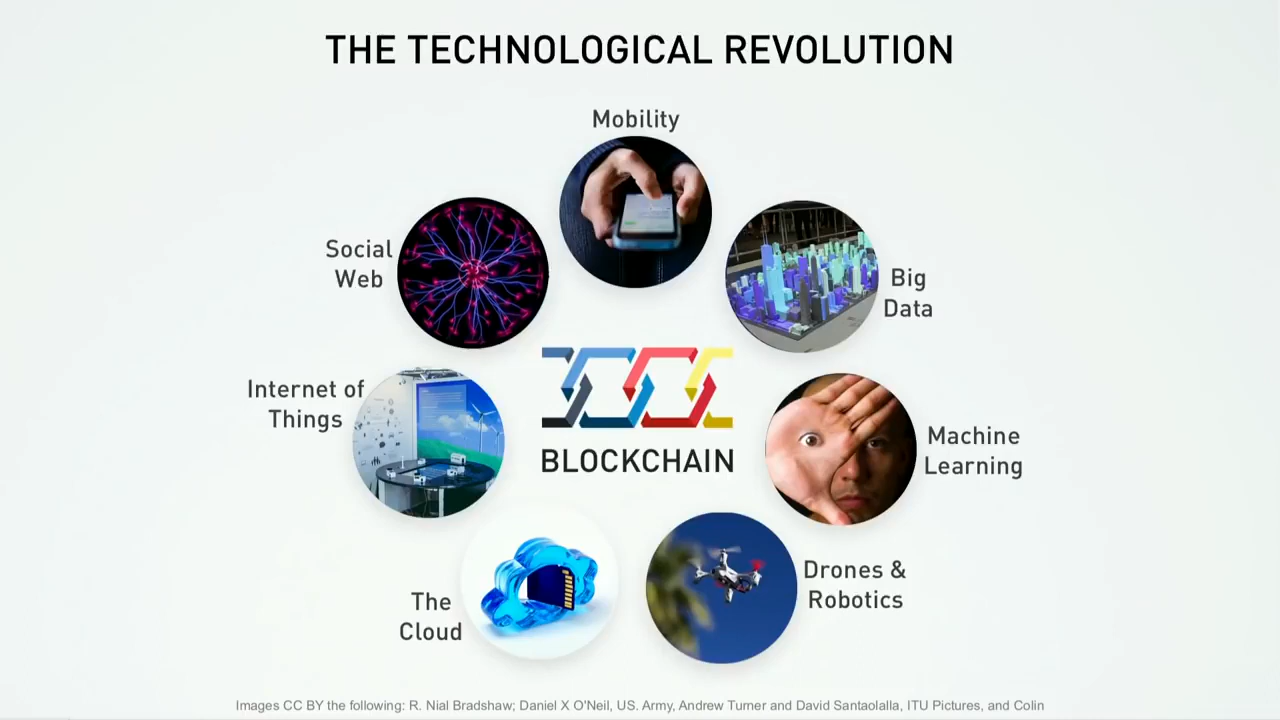 THE TECHNOLOGICAL REVOLUTION
Mobility
Social
Web
Big
Data
Internet of
Things
BLOCKCHAIN
Machine
Learning
The
Cloud
Drones &
Robotics
Images CC BY the following: R. Nial Bradshaw; Daniel X O'Neil, US. Army, Andrew Turner and David Santaolalla, ITU Pictures, and Colin